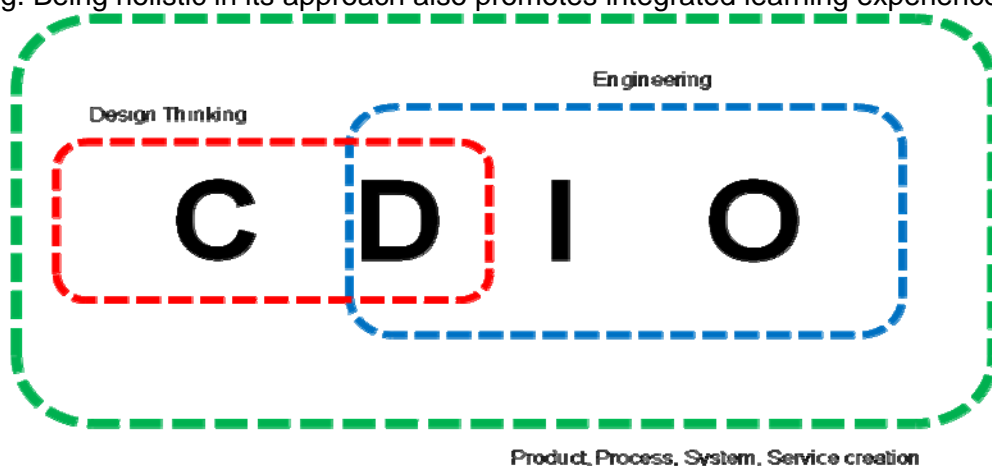 g. Being holistic in its approach also promotes integrated learning experience
Engineering
Design Thinking
C D I O
Product, Process, System, Service creation